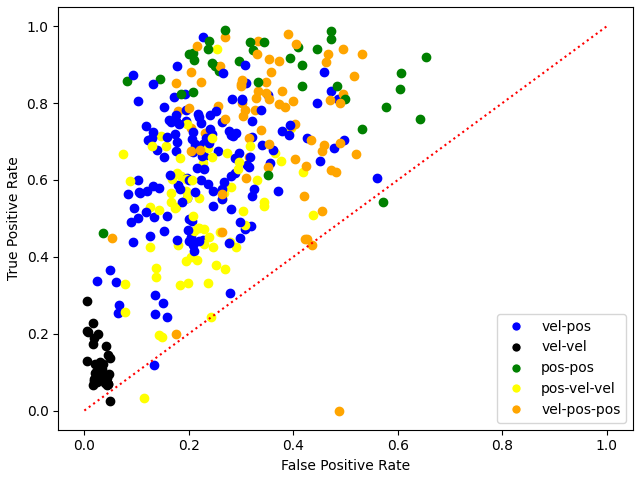 True Positive Rate
1.0
0.8
0.6
0.4
0.2
0.0
0.0 0.2 0.4 0.6 0.8 1.0
False Positive Rate
vel-pos
vel-vel
pos-pos
pos-vel-vel
vel-pos-pos